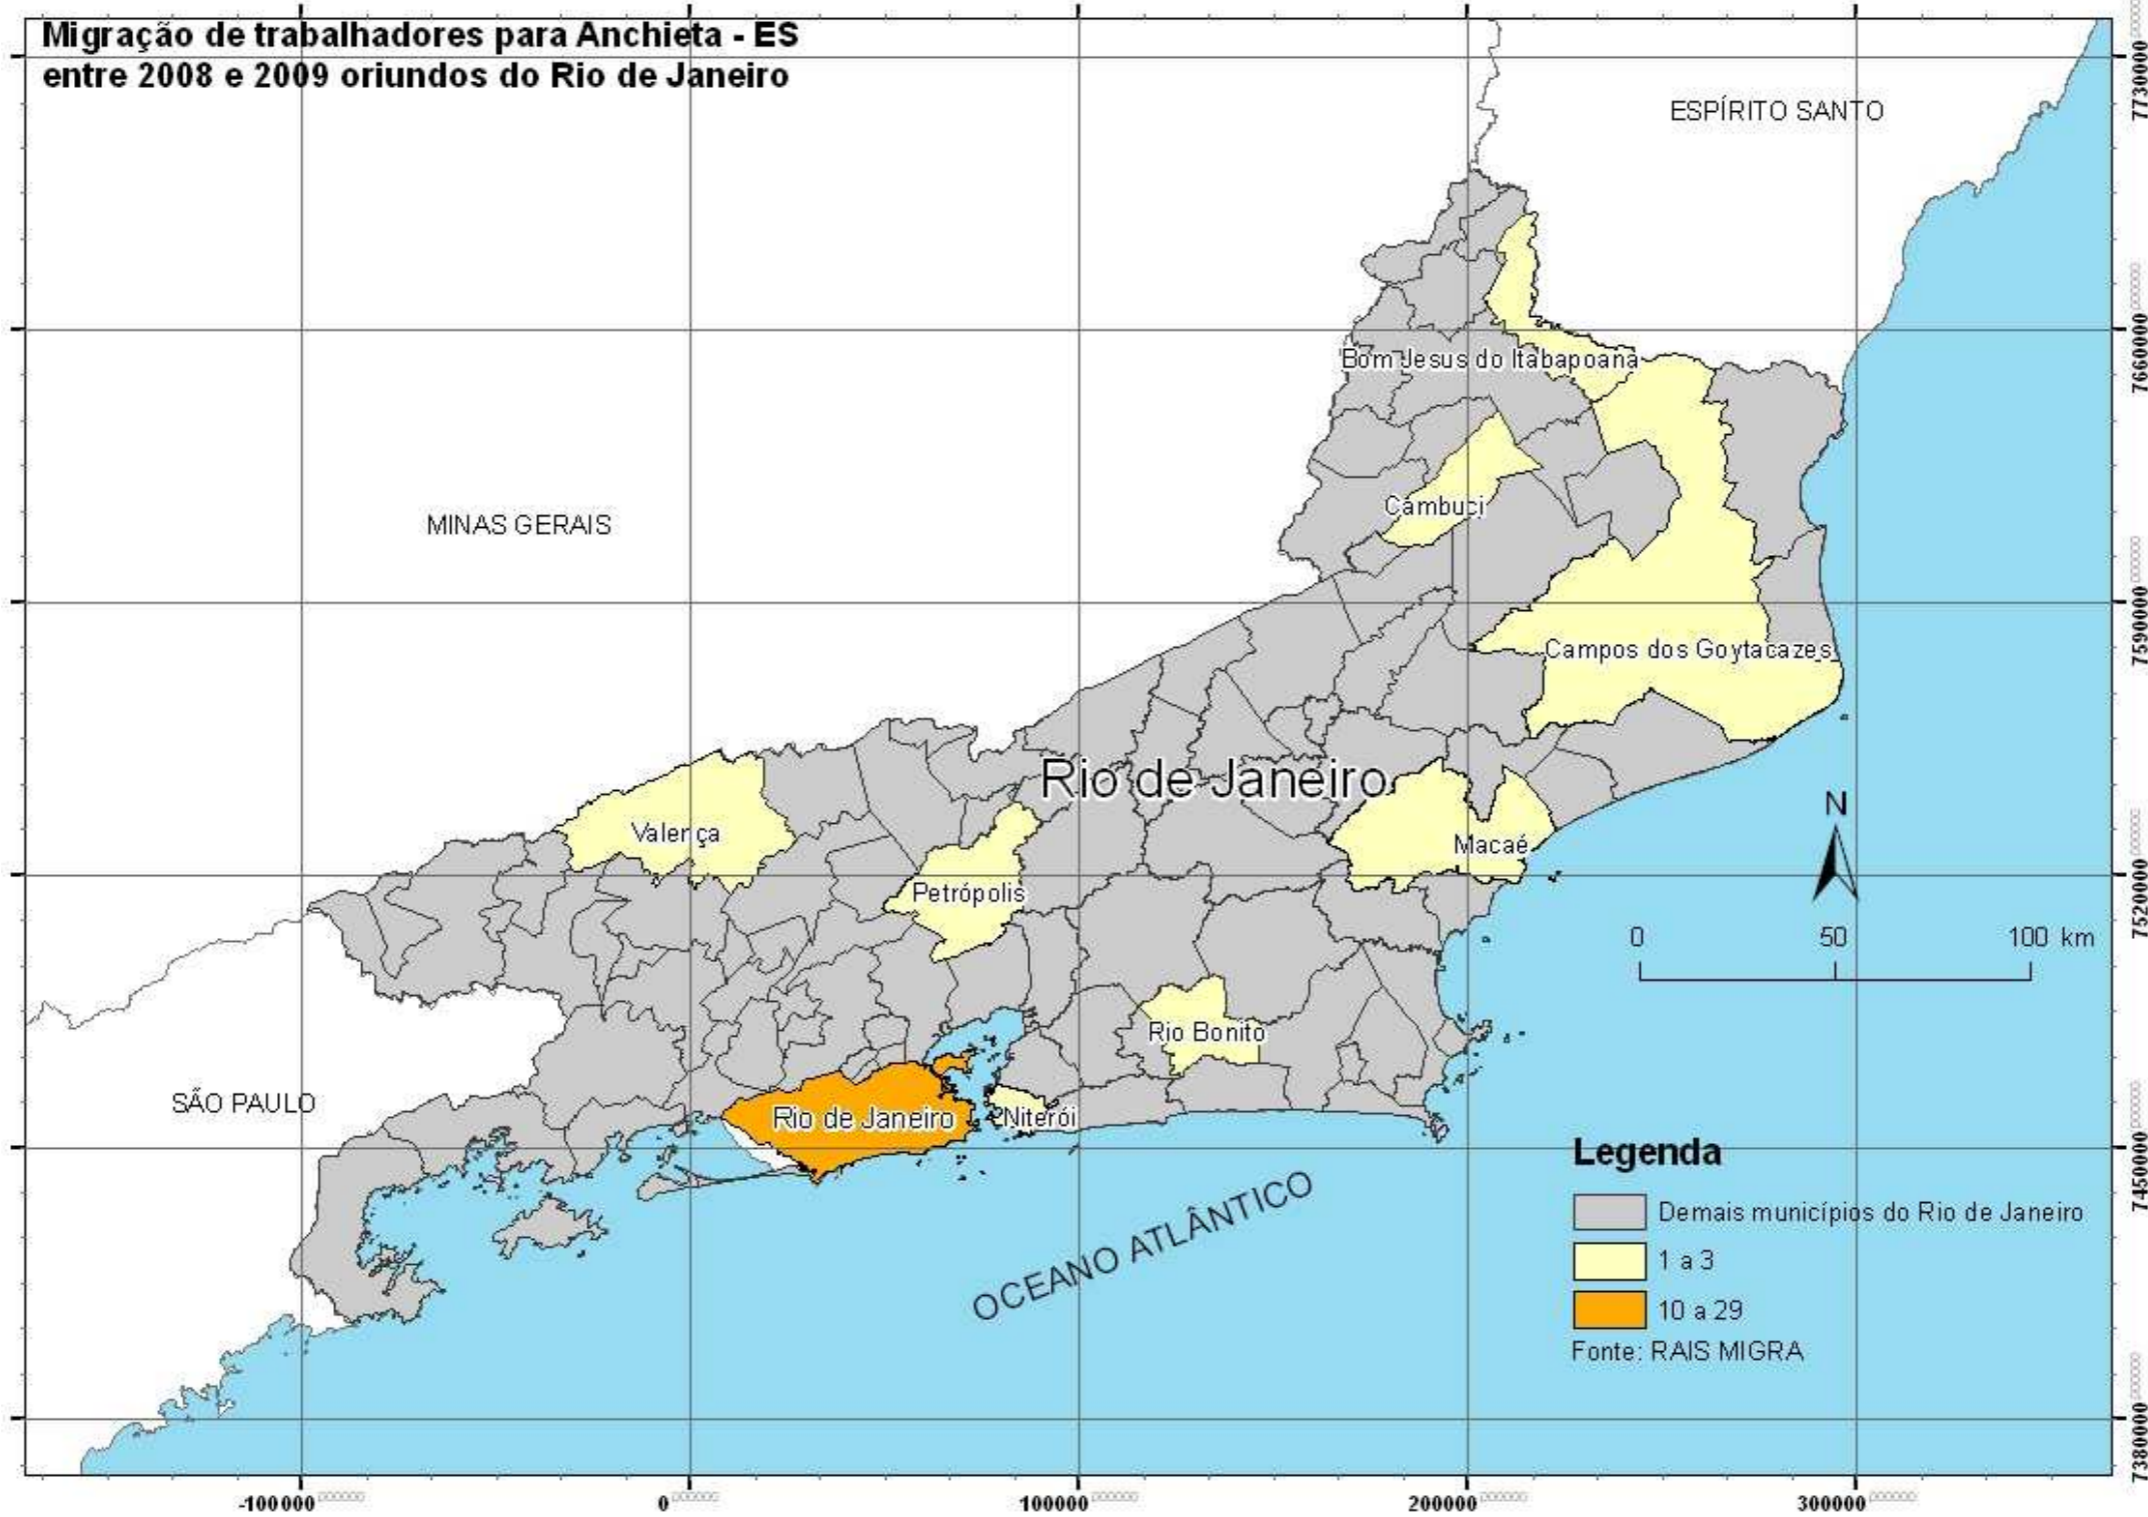 Migração de trabalhadores para Anchieta - ES
entre 2008 e 2009 oriundos do Rio de Janeiro
ESPÍRITO SANTO
Bom Jesus do Itabapoana
MINAS GERAIS
Cambuci
Campos dos Goytacazes
Rio de Janeiro
Valença
Macaé
Petrópolis
N
0 50 100 km
Rio Bonito
SÃO PAULO
Rio de Janeiro
Niterói
OCEANO ATLÂNTICO
Legenda
Demais municípios do Rio de Janeiro
1 a 3
10 a 29
Fonte: RAIS MIGRA
7730000
7660000
7590000
7520000
7450000
7380000
-100000 0 100000 200000 300000